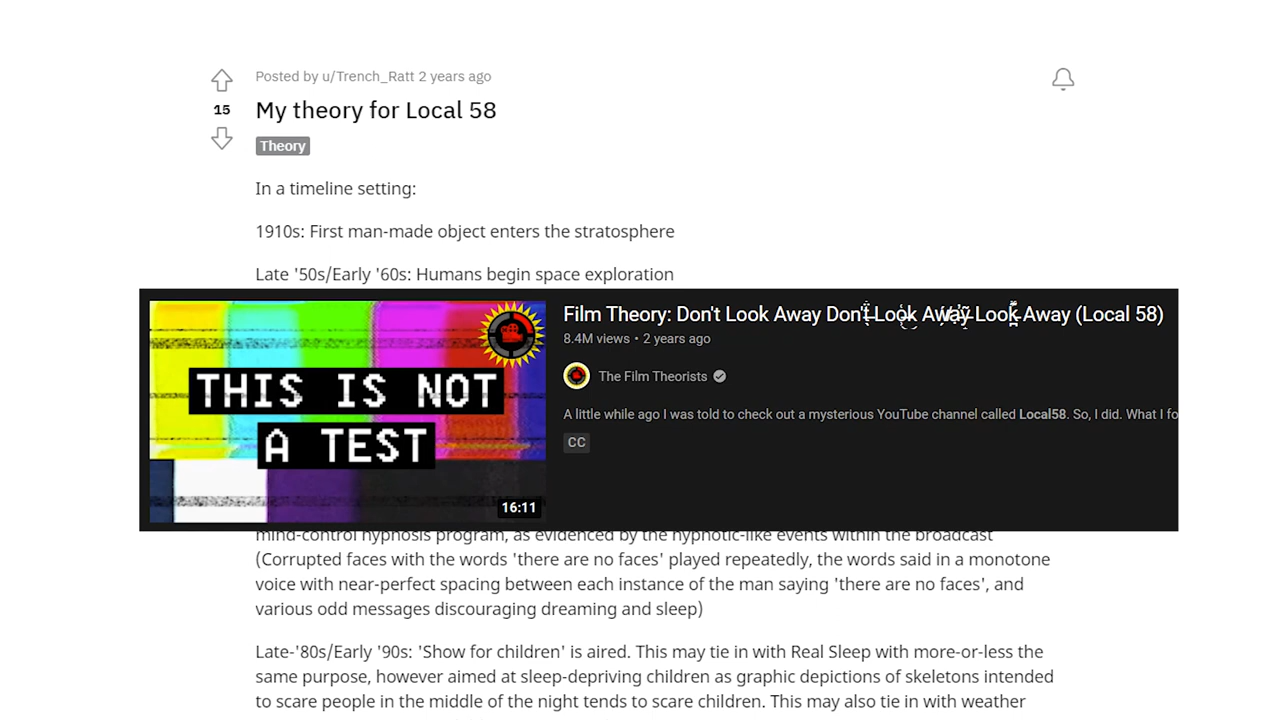 Posted by u/Trench_Ratt 2 years ago
15
My theory for Local 58
Theory
In a timeline setting:
1910s: First man-made object enters the stratosphere
Late '50s/Early '60s: Humans begin space exploration
THIS IS NOT
A TEST
16:11
Film Theory: Don't Look Away Don't Look Away Look Away (Local 58)
8.4M views • 2 years ago
The Film Theorists
A little while ago I was told to check out a mysterious YouTube channel called Local58. So, I did. What I fo
CC
mind-control hypnosis program, as evidenced by the hypnotic-like events within the broadcast
(Corrupted faces with the words 'there are no faces' played repeatedly, the words said in a monotone
voice with near-perfect spacing between each instance of the man saying 'there are no faces', and
various odd messages discouraging dreaming and sleep)
Late-'80s/Early '90s: 'Show for children' is aired. This may tie in with Real Sleep with more-or-less the
same purpose, however aimed at sleep-depriving children as graphic depictions of skeletons intended
to scare people in the middle of the night tends to scare children. This may also tie in with weather